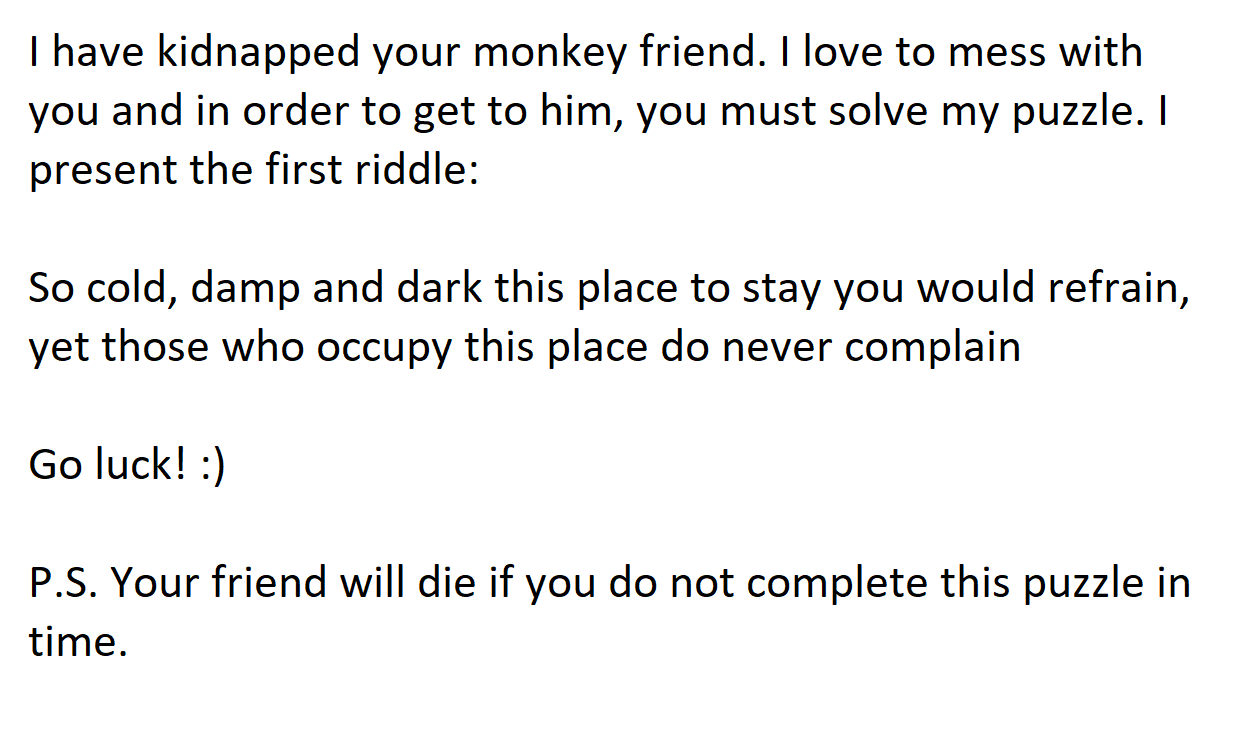 I have kidnapped your monkey friend. I love to mess with
you and in order to get to him, you must solve my puzzle. I
present the first riddle:
So cold, damp and dark this place to stay you would refrain,
yet those who occupy this place do never complain
Go luck! :)
P.S. Your friend will die if you do not complete this puzzle in
time.